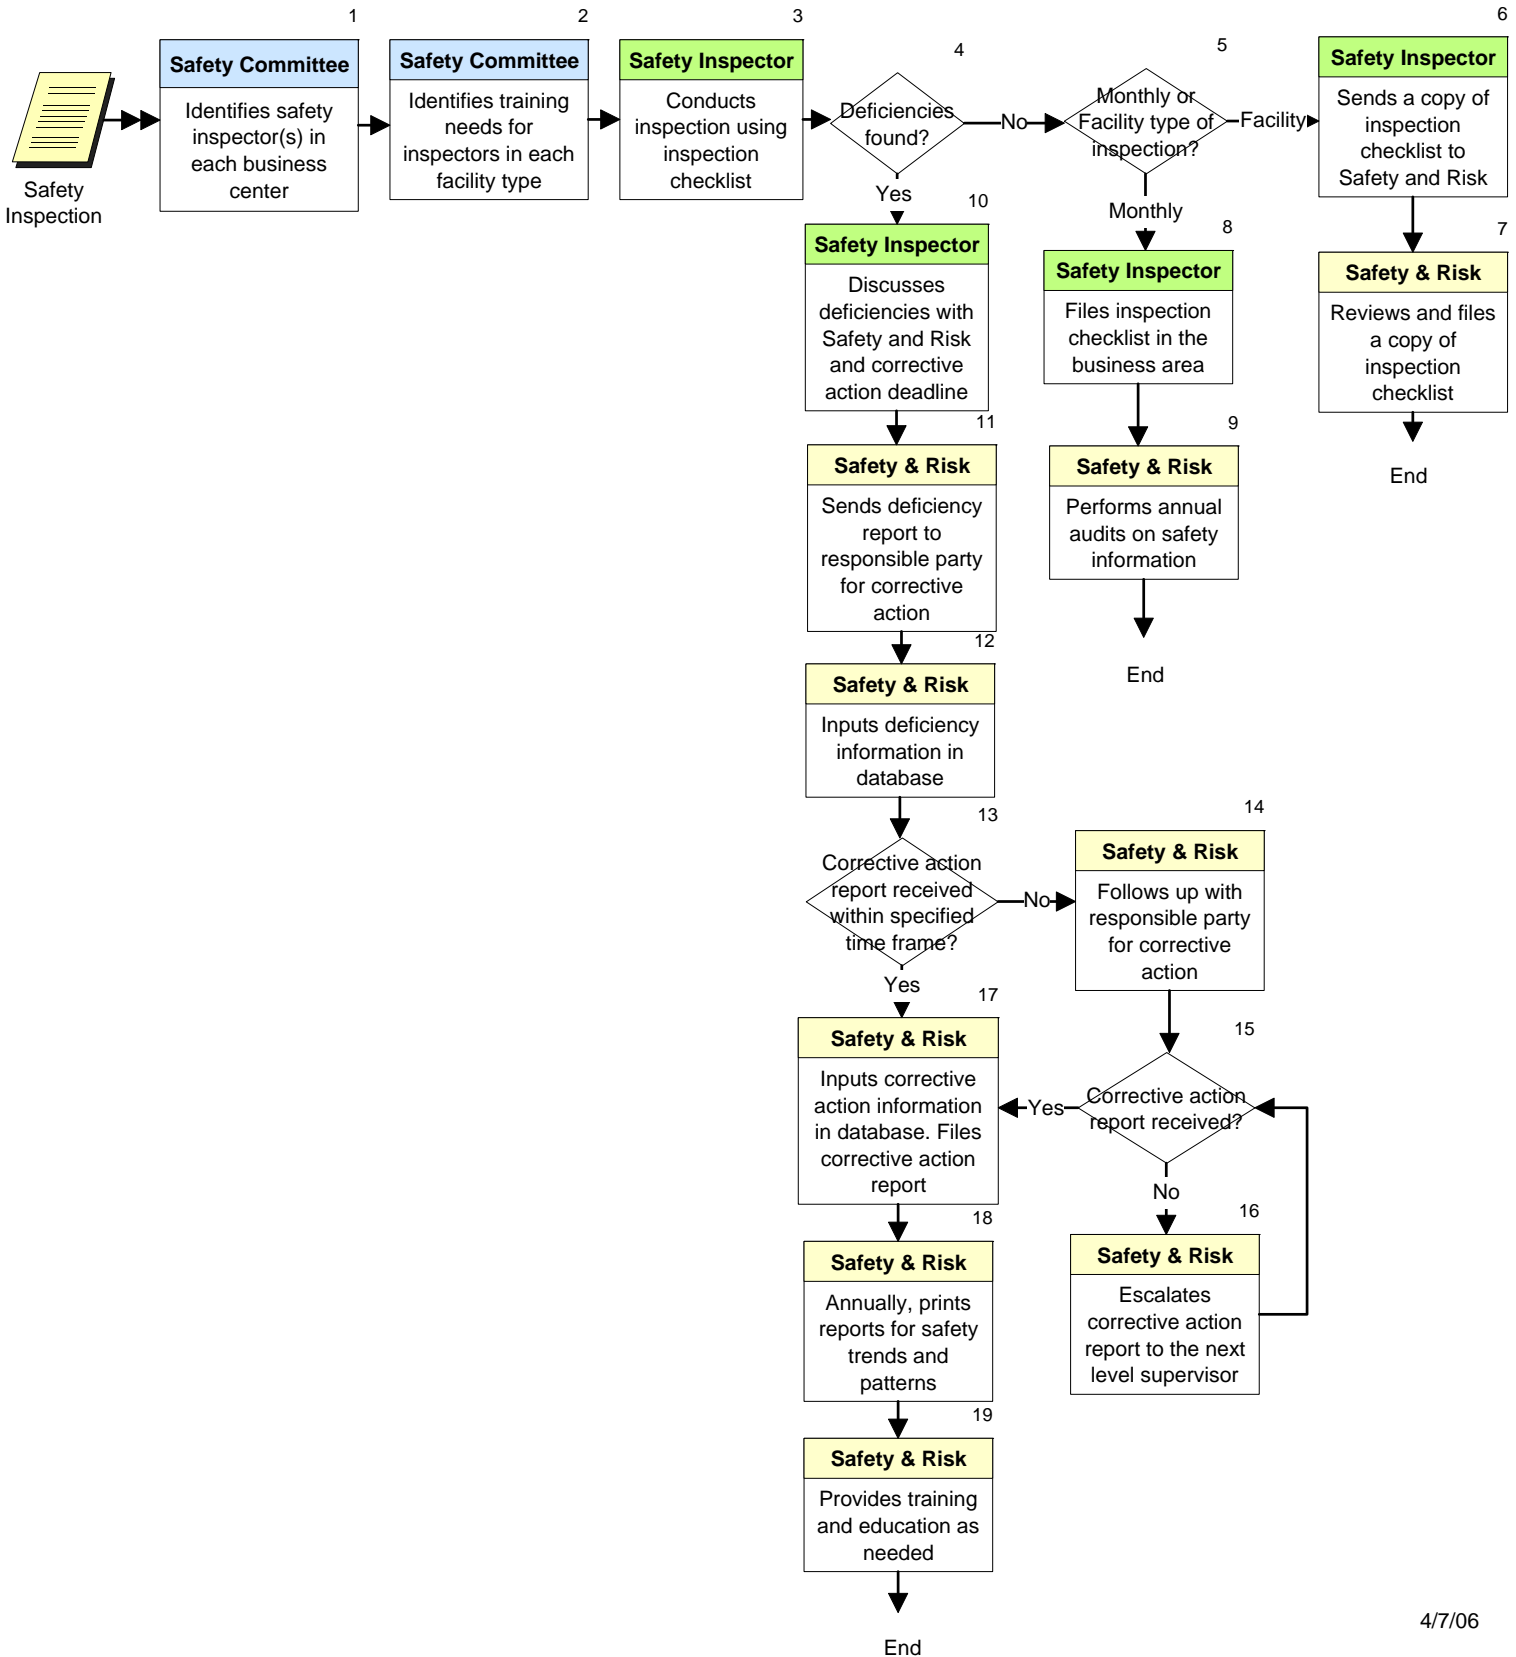 Safety
Inspection
1
Safety Committee
Identifies safety
inspector(s) in
each business
center
2
Safety Committee
Identifies training
needs for
inspectors in each
facility type
3
Safety Inspector
Conducts
inspection using
inspection
checklist
4
Deficiencies
found?
No
Yes
5
Monthly or
Facility type of
inspection?
Facility
Monthly
6
Safety Inspector
Sends a copy of
inspection
checklist to
Safety and Risk
7
Safety & Risk
Reviews and files
a copy of
inspection
checklist
End
8
Safety Inspector
Files inspection
checklist in the
business area
9
Safety & Risk
Performs annual
audits on safety
information
End
10
Safety Inspector
Discusses
deficiencies with
Safety and Risk
and corrective
action deadline
11
Safety & Risk
Sends deficiency
report to
responsible party
for corrective
action
12
Safety & Risk
Inputs deficiency
information in
database
13
Corrective action
report received
within specified
time frame?
No
Yes
14
Safety & Risk
Follows up with
responsible party
for corrective
action
15
Corrective action
report received?
Yes
No
16
Safety & Risk
Escalates
corrective action
report to the next
level supervisor
17
Safety & Risk
Inputs corrective
action information
in database. Files
corrective action
report
18
Safety & Risk
Annually, prints
reports for safety
trends and
patterns
19
Safety & Risk
Provides training
and education as
needed
End
4/7/06